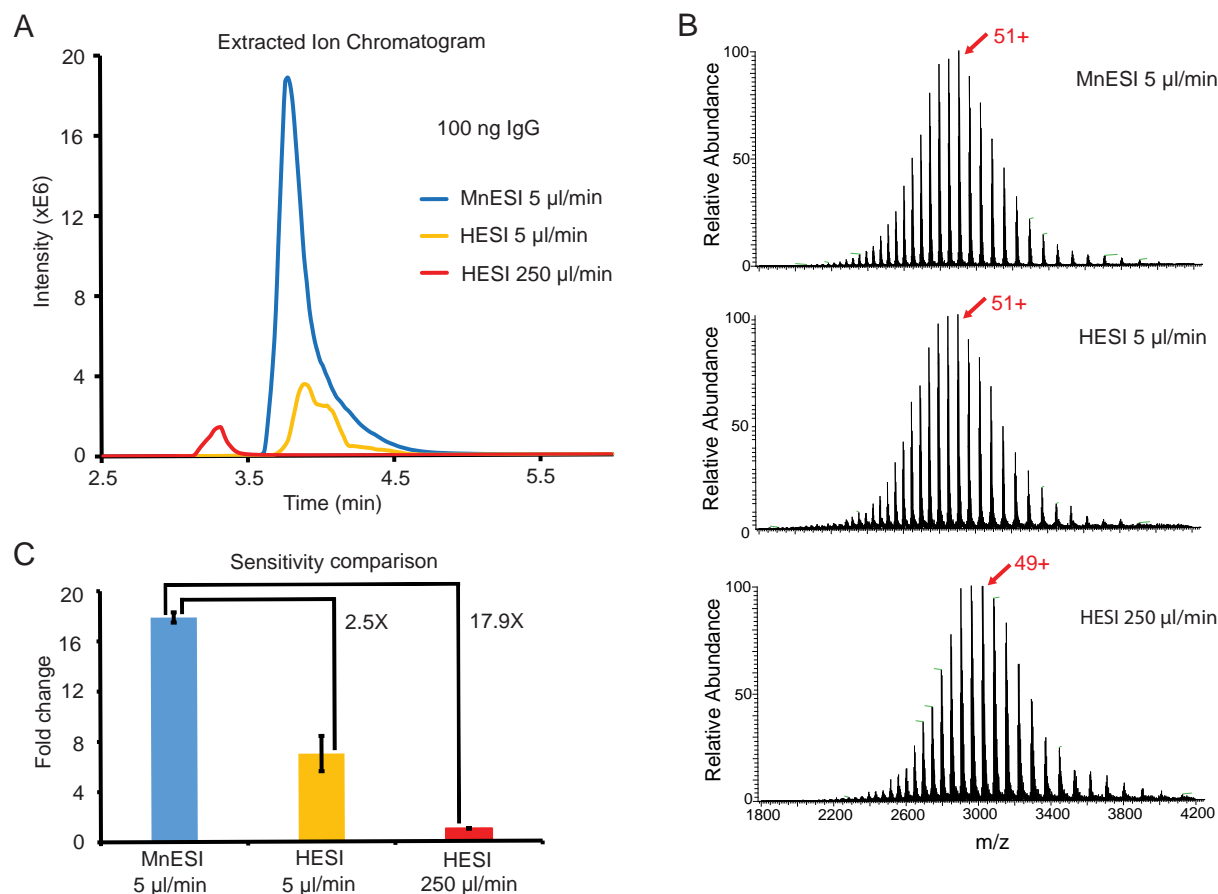 A
Extracted Ion Chromatogram
20
16
12
8
4
0
Intensity (xE6)
2.5
3.5
4.5
5.5
Time (min)
100 ng IgG
MnESI 5 µl/min
HESI 5 µl/min
HESI 250 µl/min
B
100
50
0
Relative Abundance
51+
MnESI 5 µl/min
100
50
0
Relative Abundance
51+
HESI 5 µl/min
100
50
0
Relative Abundance
49+
HESI 250 µl/min
1800
2200
2600
3000
3400
3800
4200
m/z
C
Sensitivity comparison
20
16
12
8
4
0
Fold change
2.5X
17.9X
MnESI
5 µl/min
HESI
5 µl/min
HESI
250 µl/min